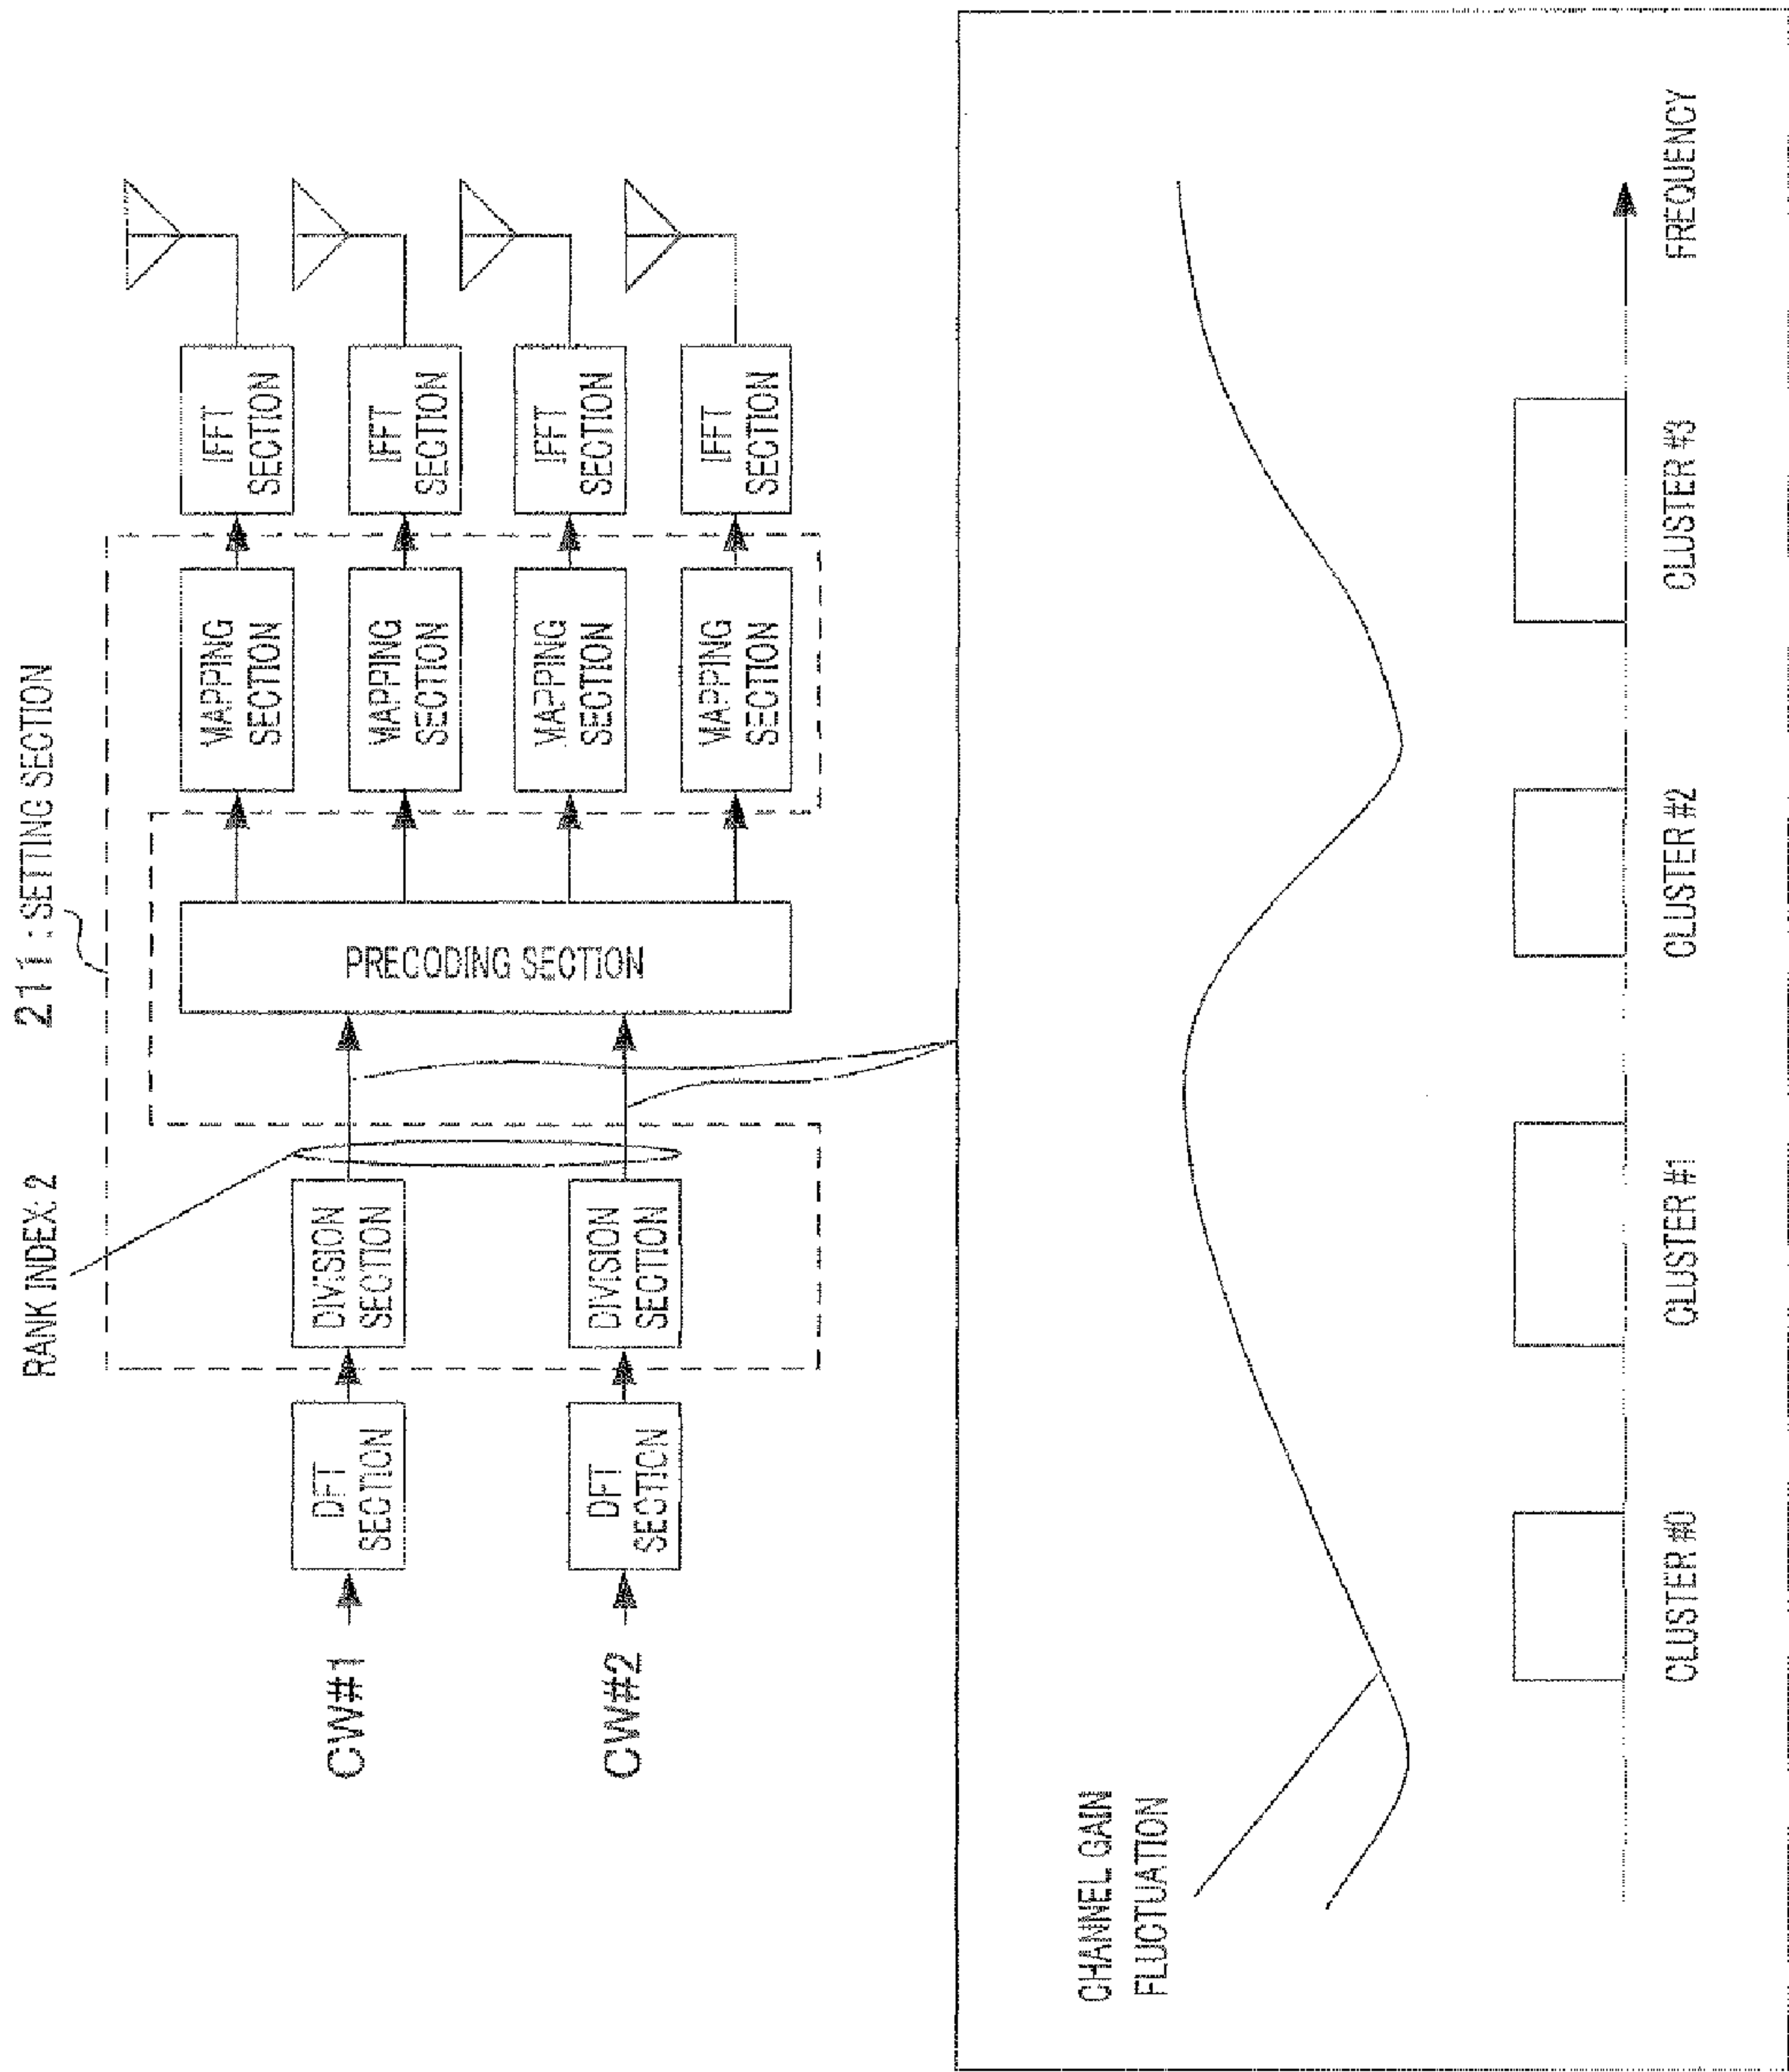 211 : SETTING SECTION
RANK INDEX: 2
CW#1
DFT
SECTION
DIVISION
SECTION
CW#2
DFT
SECTION
DIVISION
SECTION
PRECODING SECTION
MAPPING
SECTION
IFFT
SECTION
MAPPING
SECTION
IFFT
SECTION
MAPPING
SECTION
IFFT
SECTION
MAPPING
SECTION
IFFT
SECTION
CHANNEL GAIN
FLUCTUATION
CLUSTER #0
CLUSTER #1
CLUSTER #2
CLUSTER #3
FREQUENCY